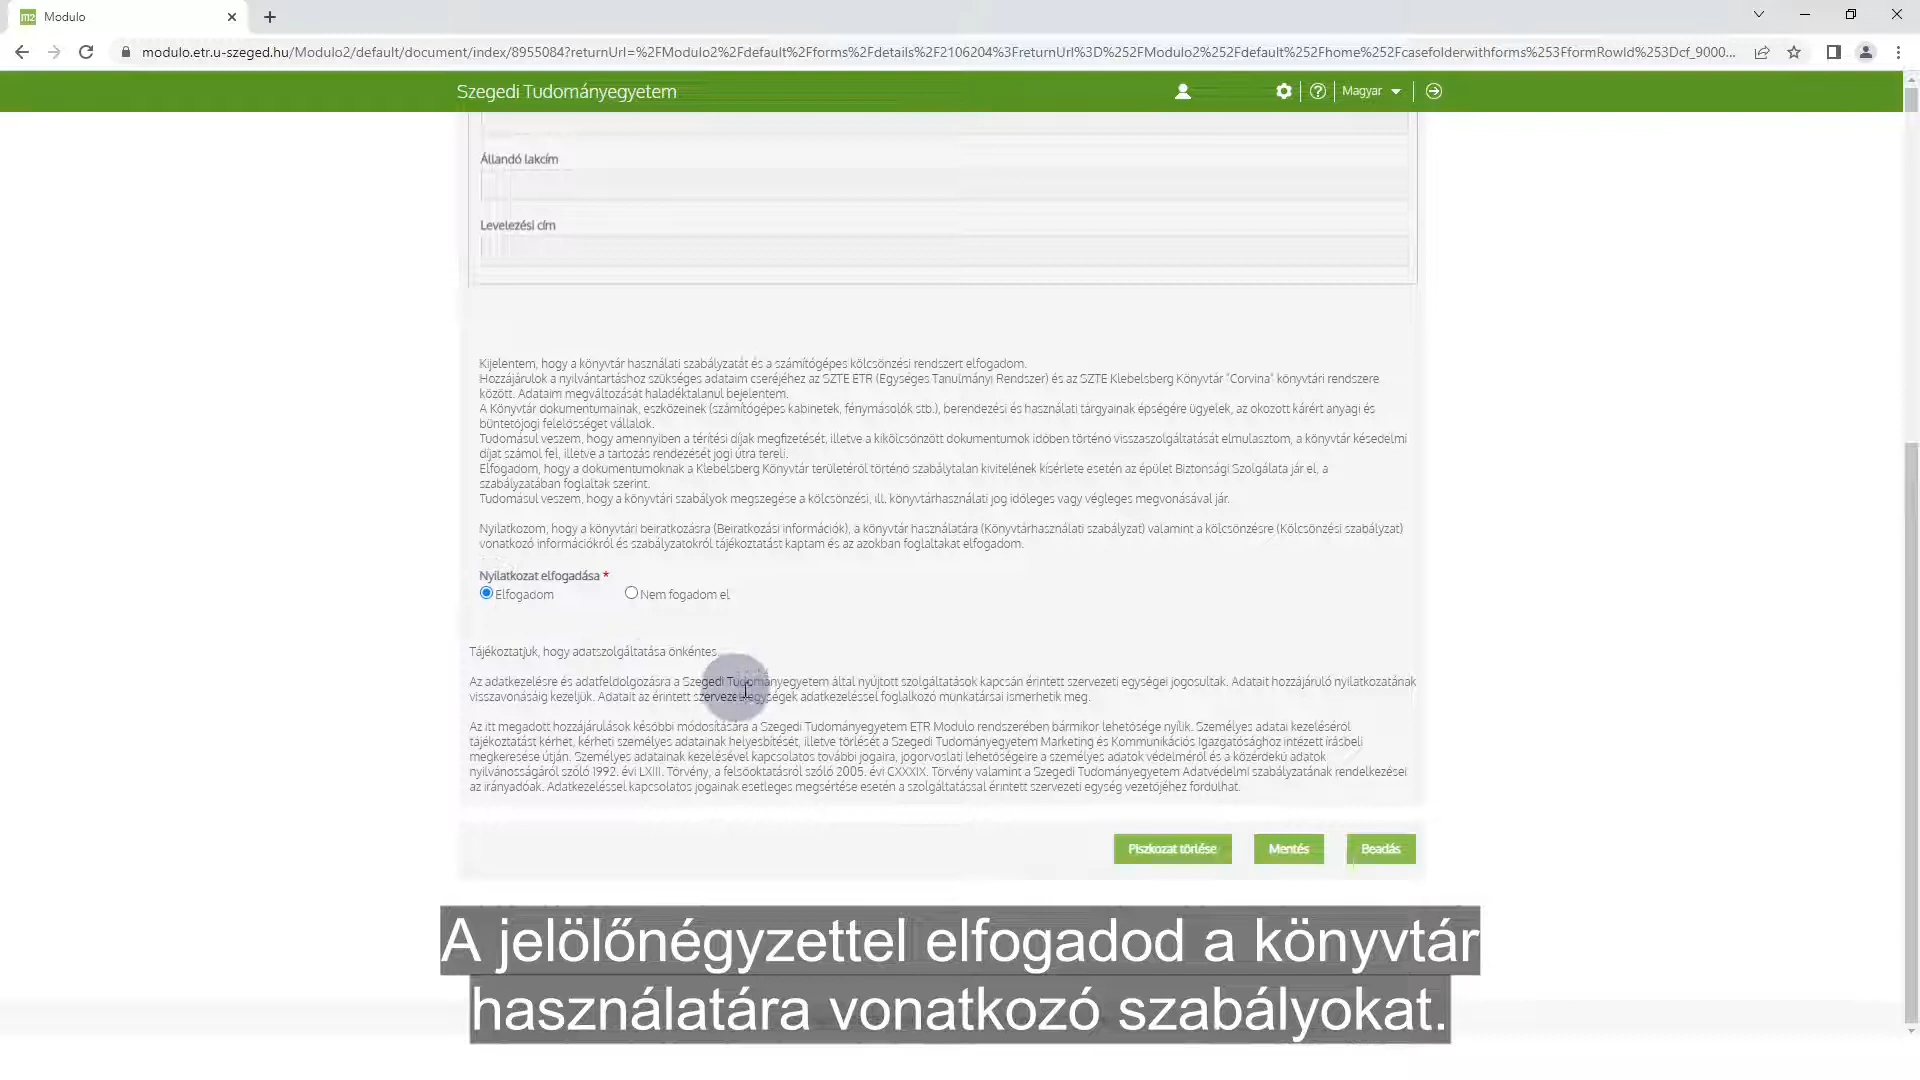 Modulo
modulo.etr.u-szeged.hu/Modulo2/default/document/index/8955084?returnUrl=%2FModulo2%2Fdefault%2Fforms%2Fdetails%2F2106204%3FreturnUrl%3D%252FModulo2%252Fdefault%252Fhome%252Fcasefolderwithforms%253FformRowId%253Dcf_9000...
Szegedi Tudományegyetem
Magyar
Állandó lakcím
Levelezési cím
Kijelentem, hogy a könyvtár használati szabályzatát és a számítógépes kölcsönzési rendszert elfogadom.
Hozzájárulok a nyilvántartáshoz szükséges adataim cseréjéhez az SZTE ETR (Egységes Tanulmányi Rendszer) és az SZTE Klebelsberg Könyvtár "Corvina" könyvtári rendszere
között. Adataim megváltozását haladéktalanul bejelentem.
A Könyvtár dokumentumainak, eszközeinek (számítógépes kabinetek, fénymásolók stb.), berendezési és használati tárgyainak épségére ügyelek, az okozott kárért anyagi és
büntetőjogi felelősséget vállalok.
Tudomásul veszem, hogy amennyiben a térítési díjak megfizetését, illetve a kikölcsönzött dokumentumok időben történő visszaszolgáltatását elmulasztom, a könyvtár késedelmi
díjat számol fel, illetve a tartozás rendezését jogi útra tereli.
Elfogadom, hogy a dokumentumoknak a Klebelsberg Könyvtár területéről történő szabálytalan kivitelének kísérlete esetén az épület Biztonsági Szolgálata jár el, a
szabályzatában foglaltak szerint.
Tudomásul veszem, hogy a könyvtári szabályok megszegése a kölcsönzési, ill. könyvtárhasználati jog időleges vagy végleges megvonásával jár.
Nyilatkozom, hogy a könyvtári beiratkozásra (Beiratkozási információk), a könyvtár használatára (Könyvtárhasználati szabályzat) valamint a kölcsönzésre (Kölcsönzési szabályzat)
vonatkozó információkról és szabályzatokról tájékoztatást kaptam és az azokban foglaltakat elfogadom.
Nyilatkozat elfogadása *
Elfogadom Nem fogadom el
Tájékoztatjuk, hogy adatszolgáltatása önkéntes
Az adatkezelésre és adatfeldolgozásra a Szegedi Tudományegyetem által nyújtott szolgáltatások kapcsán érintett szervezeti egységei jogosultak. Adatait hozzájáruló nyilatkozatának
visszavonásáig kezeljük. Adatait az érintett szervezeti egységek adatkezeléssel foglalkozó munkatársai ismerhetik meg.
Az itt megadott hozzájárulások későbbi módosítására a Szegedi Tudományegyetem ETR Modulo rendszerében bármikor lehetősége nyílik. Személyes adatai kezeléséről
tájékoztatást kérhet, kérheti személyes adatainak helyesbítését, illetve törlését a Szegedi Tudományegyetem Marketing és Kommunikációs Igazgatósághoz intézett írásbeli
megkeresése útján. Személyes adatainak kezelésével kapcsolatos további jogaira, jogorvoslati lehetőségeire a személyes adatok védelméről és a közérdekű adatok
nyilvánosságáról szóló 1992. évi LXIII. Törvény, a felsőoktatásról szóló 2005. évi CXXXIX. Törvény valamint a Szegedi Tudományegyetem Adatvédelmi szabályzatának rendelkezései
az irányadóak. Adatkezeléssel kapcsolatos jogainak esetleges megsértése esetén a szolgáltatással érintett szervezeti egység vezetőjéhez fordulhat.
Piszkozat törlése Mentés Beadás
A jelölőnégyzettel elfogadod a könyvtár
használatára vonatkozó szabályokat.